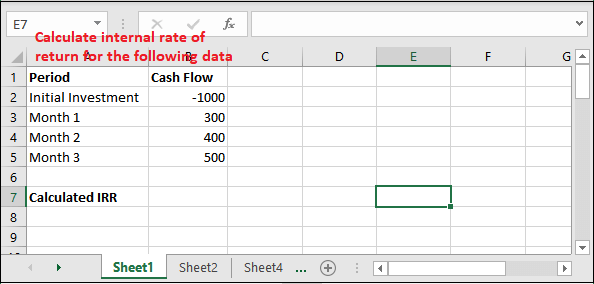 E7 fx
Calculate internal rate of
return for the following data
A B C D E F G
1 Period Cash Flow
2 Initial Investment -1000
3 Month 1 300
4 Month 2 400
5 Month 3 500
6
7 Calculated IRR
8
9
Sheet1 Sheet2 Sheet4 ...